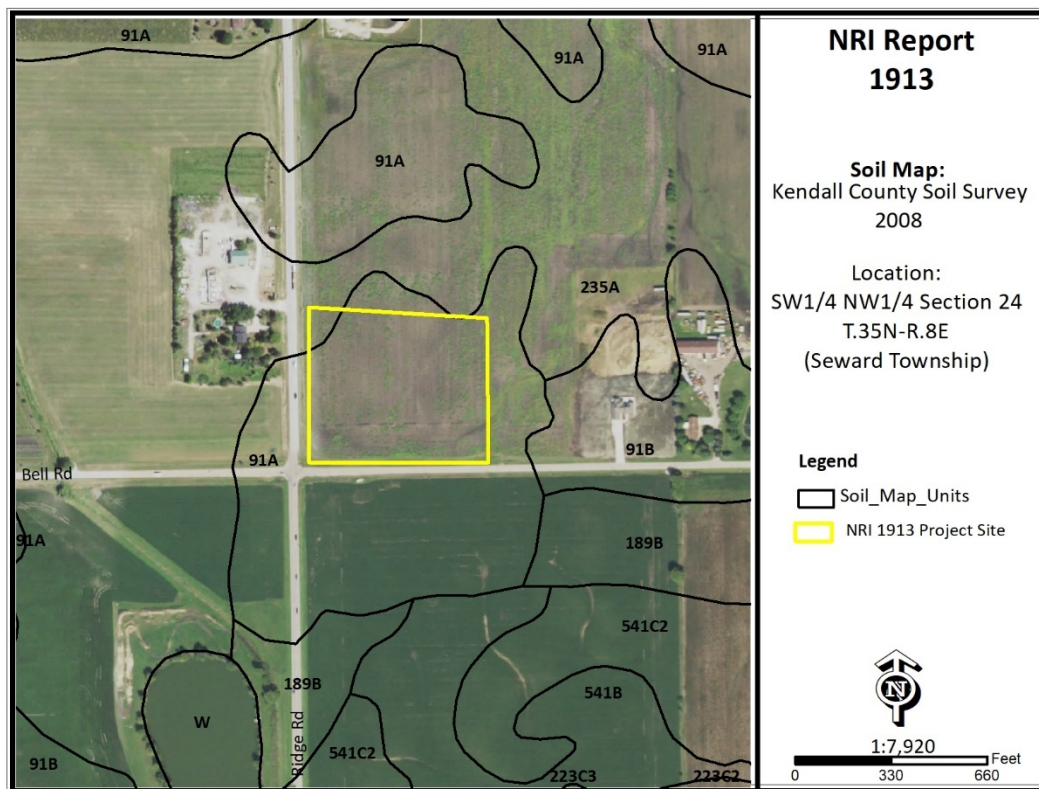 91A
91A
91A
91A
235A
91B
91A
Bell Rd
91A
189B
541C2
541B
189B
W
Ridge Rd
541C2
91B
223C3
223C2
NRI Report
1913
Soil Map:
Kendall County Soil Survey
2008
Location:
SW1/4 NW1/4 Section 24
T.35N-R.8E
(Seward Township)
Legend
Soil_Map_Units
NRI 1913 Project Site
N
1:7,920
Feet
0 330 660